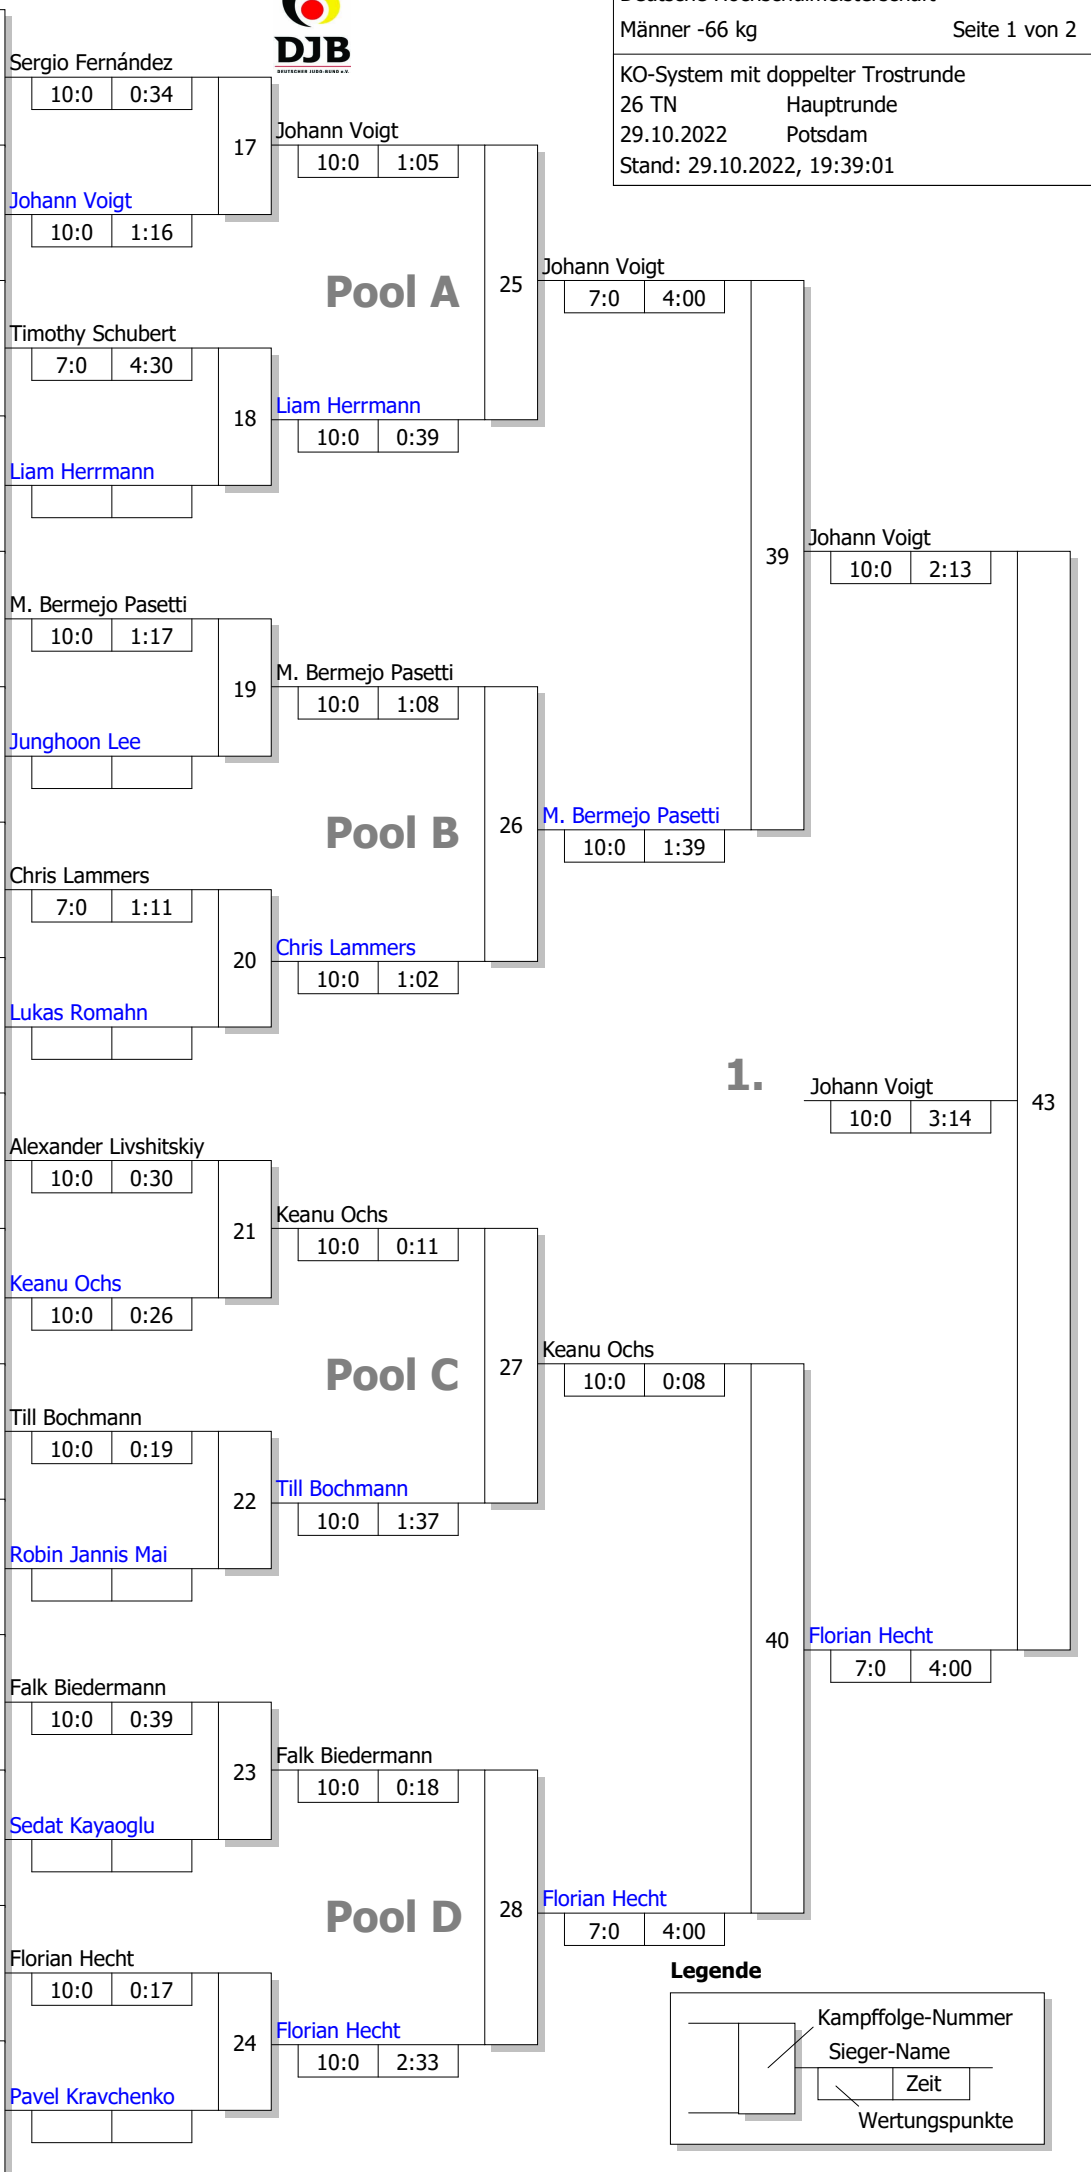 Männer -66 kg Seite 1 von 2
KO-System mit doppelter Trostrunde
26 TN Hauptrunde
29.10.2022 Potsdam
Stand: 29.10.2022, 19:39:01
DJB
DEUTSCHER JUDO-BUND e.V.
Sergio Fernández
10:0 0:34
17
Johann Voigt
10:0 1:05
Johann Voigt
10:0 1:16
Pool A
25
Johann Voigt
7:0 4:00
Timothy Schubert
7:0 4:30
18
Liam Herrmann
10:0 0:39
Liam Herrmann
39
Johann Voigt
10:0 2:13
M. Bermejo Pasetti
10:0 1:17
19
M. Bermejo Pasetti
10:0 1:08
Junghoon Lee
Pool B
26
M. Bermejo Pasetti
10:0 1:39
Chris Lammers
7:0 1:11
20
Chris Lammers
10:0 1:02
Lukas Romahn
1.
Johann Voigt
10:0 3:14
43
Alexander Livshitskiy
10:0 0:30
21
Keanu Ochs
10:0 0:11
Keanu Ochs
10:0 0:26
Pool C
27
Keanu Ochs
10:0 0:08
Till Bochmann
10:0 0:19
22
Till Bochmann
10:0 1:37
Robin Jannis Mai
40
Florian Hecht
7:0 4:00
Falk Biedermann
10:0 0:39
23
Falk Biedermann
10:0 0:18
Sedat Kayaoglu
Pool D
28
Florian Hecht
7:0 4:00
Florian Hecht
10:0 0:17
24
Florian Hecht
10:0 2:33
Pavel Kravchenko
Legende
Kampffolge-Nummer
Sieger-Name
Zeit
Wertungspunkte